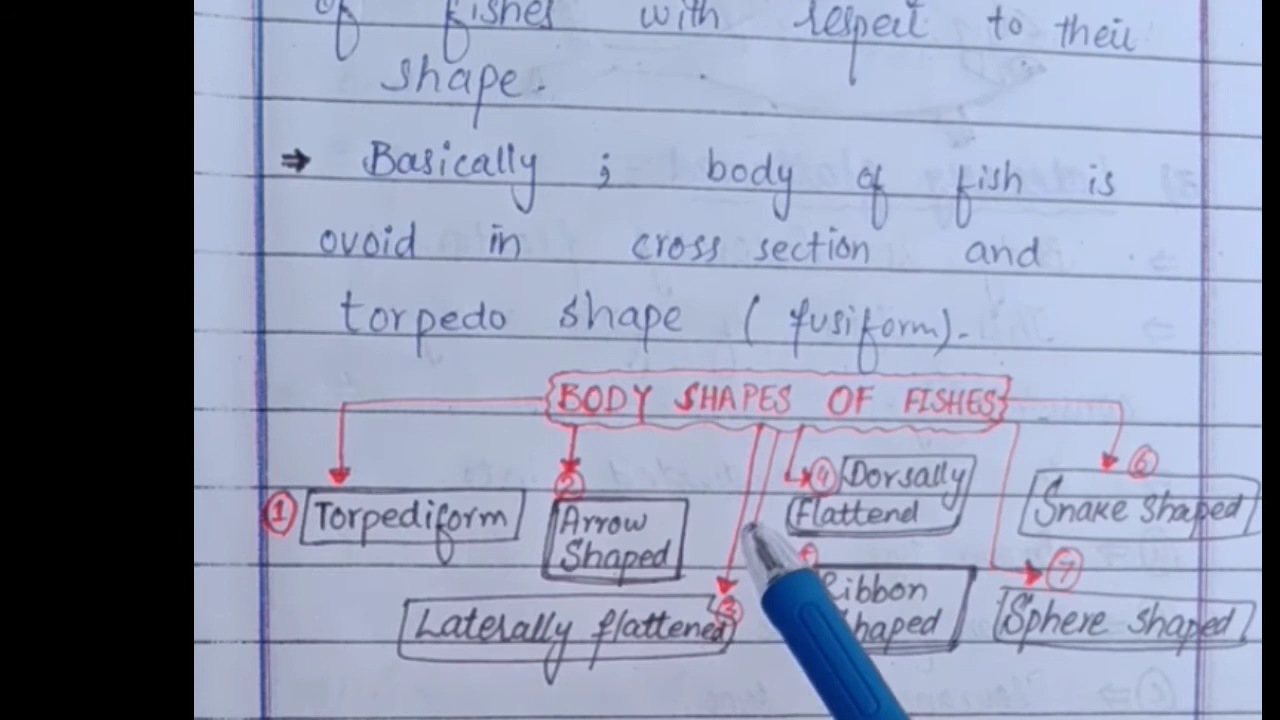 of fishes with respect to their
shape.
⇒ Basically ; body of fish is
ovoid in cross section and
torpedo shape ( fusiform).
BODY SHAPES OF FISHES
① Torpediform
② Arrow
Shaped
Laterally flattened ③
④ Dorsally
Flattend
⑥
Snake Shaped
⑦
Sphere shaped